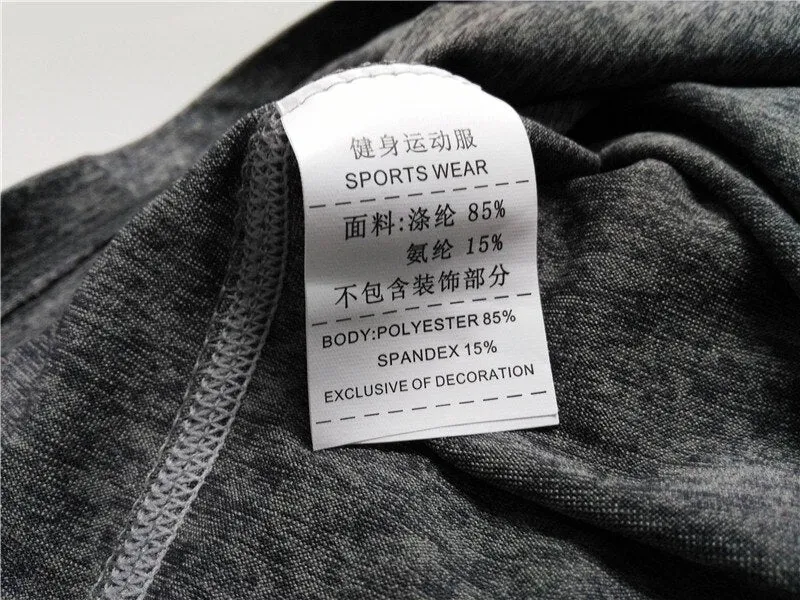 健身运动服
SPORTS WEAR
面料:涤纶 85%
氨纶 15%
不包含装饰部分
BODY:POLYESTER 85%
SPANDEX 15%
EXCLUSIVE OF DECORATION